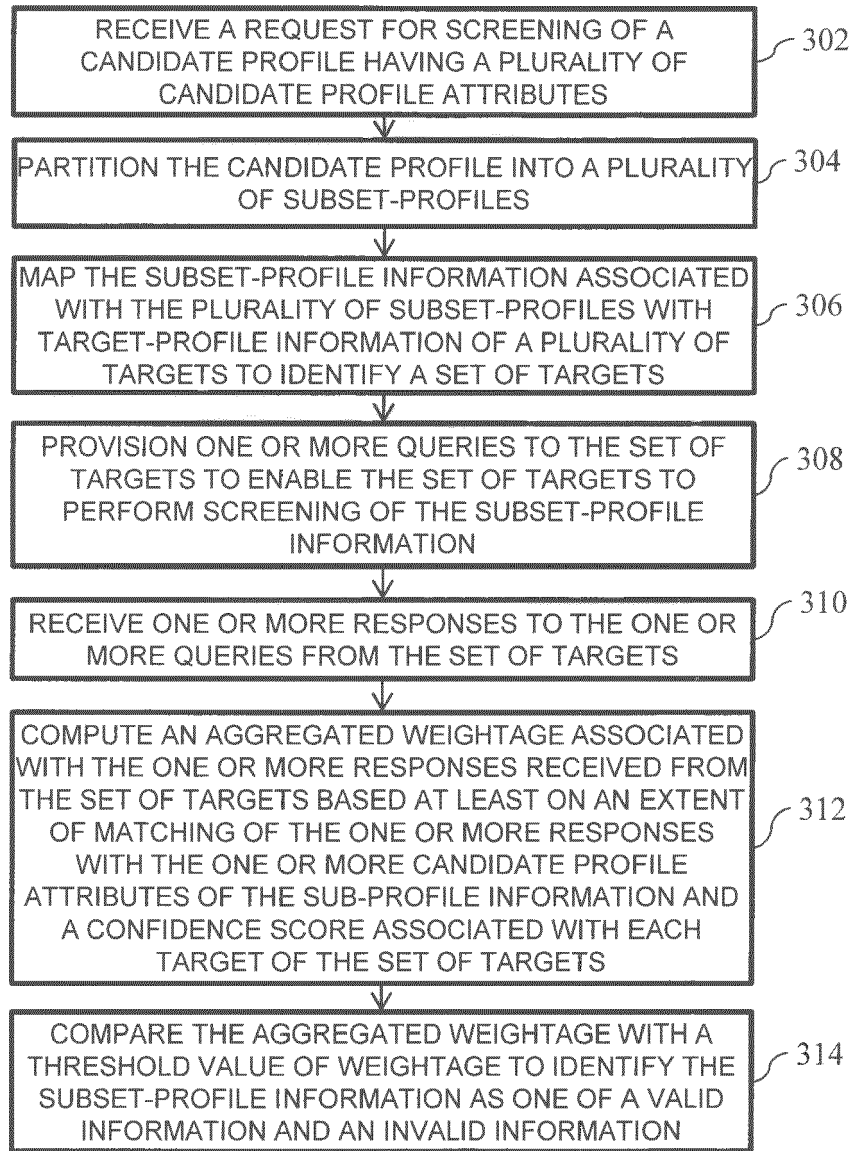 RECEIVE A REQUEST FOR SCREENING OF A
CANDIDATE PROFILE HAVING A PLURALITY OF
CANDIDATE PROFILE ATTRIBUTES
302
PARTITION THE CANDIDATE PROFILE INTO A PLURALITY
OF SUBSET-PROFILES
304
MAP THE SUBSET-PROFILE INFORMATION ASSOCIATED
WITH THE PLURALITY OF SUBSET-PROFILES WITH
TARGET-PROFILE INFORMATION OF A PLURALITY OF
TARGETS TO IDENTIFY A SET OF TARGETS
306
PROVISION ONE OR MORE QUERIES TO THE SET OF
TARGETS TO ENABLE THE SET OF TARGETS TO
PERFORM SCREENING OF THE SUBSET-PROFILE
INFORMATION
308
RECEIVE ONE OR MORE RESPONSES TO THE ONE OR
MORE QUERIES FROM THE SET OF TARGETS
310
COMPUTE AN AGGREGATED WEIGHTAGE ASSOCIATED
WITH THE ONE OR MORE RESPONSES RECEIVED FROM
THE SET OF TARGETS BASED AT LEAST ON AN EXTENT
OF MATCHING OF THE ONE OR MORE RESPONSES
WITH THE ONE OR MORE CANDIDATE PROFILE
ATTRIBUTES OF THE SUB-PROFILE INFORMATION AND
A CONFIDENCE SCORE ASSOCIATED WITH EACH
TARGET OF THE SET OF TARGETS
312
COMPARE THE AGGREGATED WEIGHTAGE WITH A
THRESHOLD VALUE OF WEIGHTAGE TO IDENTIFY THE
SUBSET-PROFILE INFORMATION AS ONE OF A VALID
INFORMATION AND AN INVALID INFORMATION
314